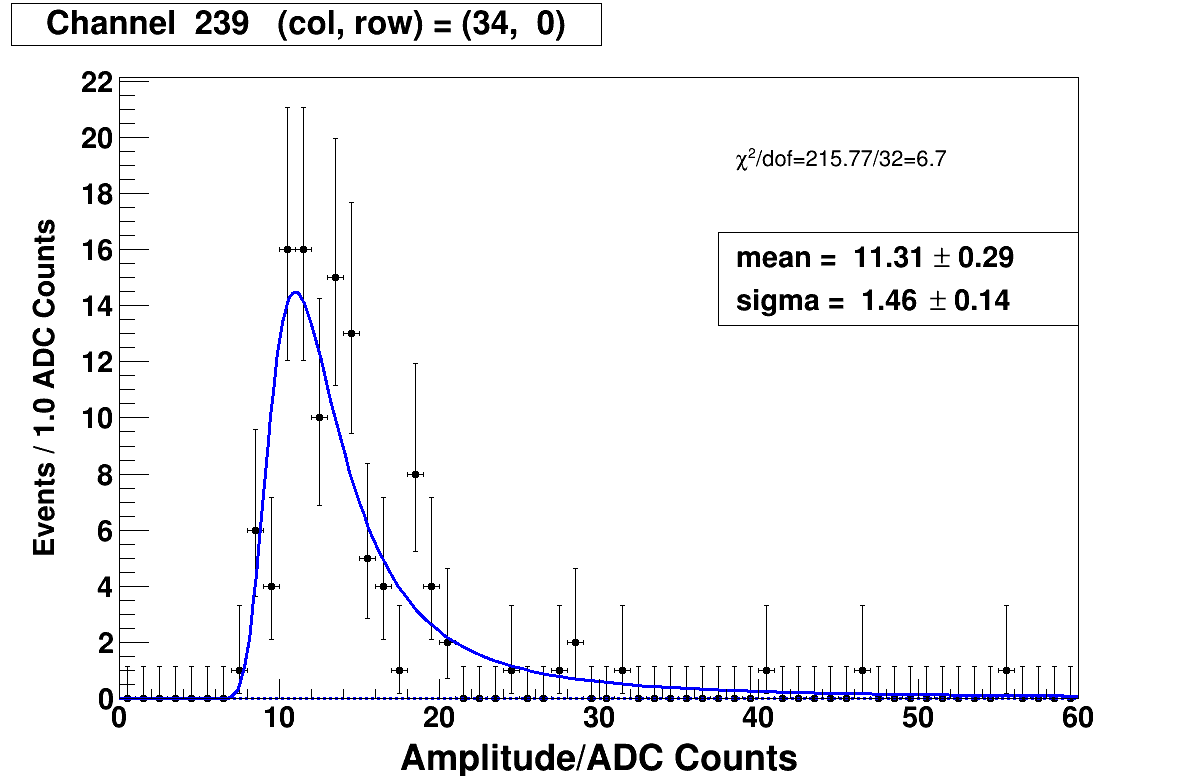 Channel 239 (col, row) = (34, 0)
22
20
18
16
14
12
10
8
6
4
2
0
Events / 1.0 ADC Counts
χ²/dof=215.77/32=6.7
mean = 11.31 ± 0.29
sigma = 1.46 ± 0.14
0 10 20 30 40 50 60
Amplitude/ADC Counts